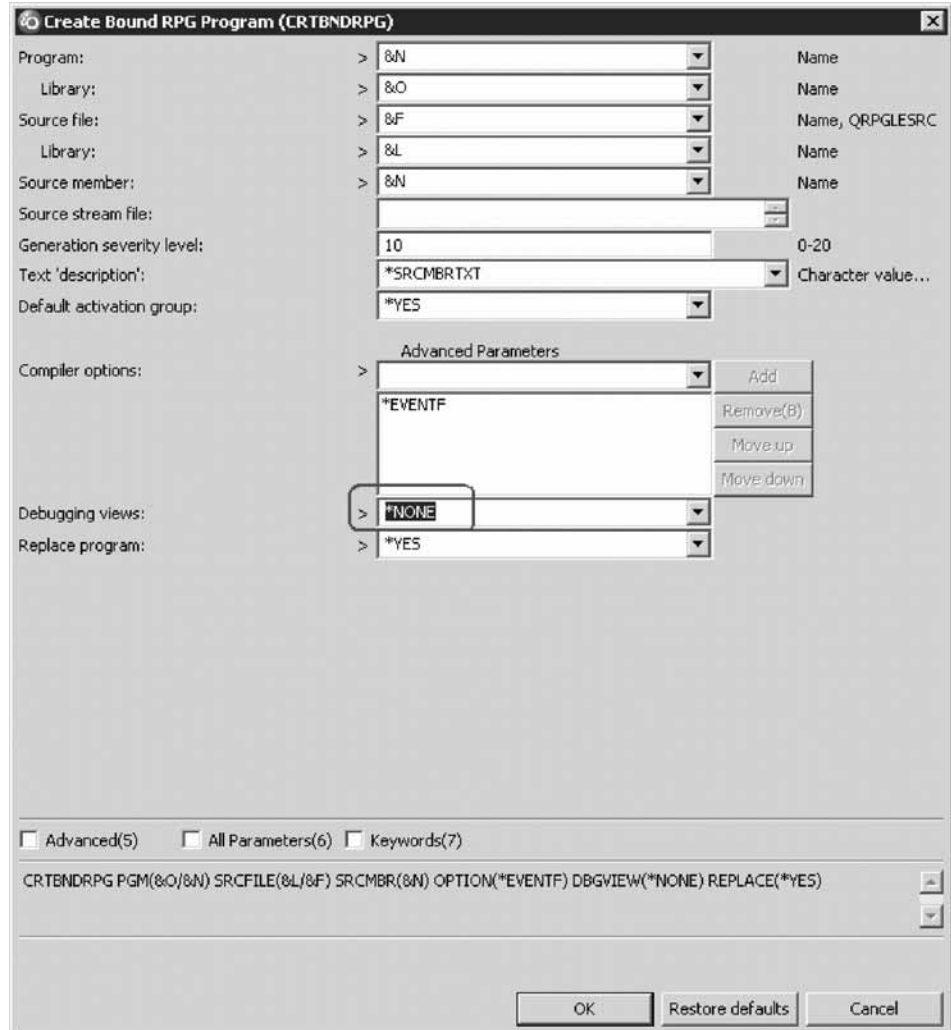 Create Bound RPG Program (CRTBNDRPG)
Program: > &N Name
Library: > &O Name
Source file: > &F Name, QRPGLESRC
Library: > &L Name
Source member: > &N Name
Source stream file:
Generation severity level: 10 0-20
Text 'description': *SRCMBRTXT Character value...
Default activation group: *YES
Advanced Parameters
Compiler options: > Add
*EVENTF Remove(B)
Move up
Move down
Debugging views: > *NONE
Replace program: > *YES
Advanced(5) All Parameters(6) Keywords(7)
CRTBNDRPG PGM(&O/&N) SRCFILE(&L/&F) SRCMBR(&N) OPTION(*EVENTF) DBGVIEW(*NONE) REPLACE(*YES)
OK Restore defaults Cancel